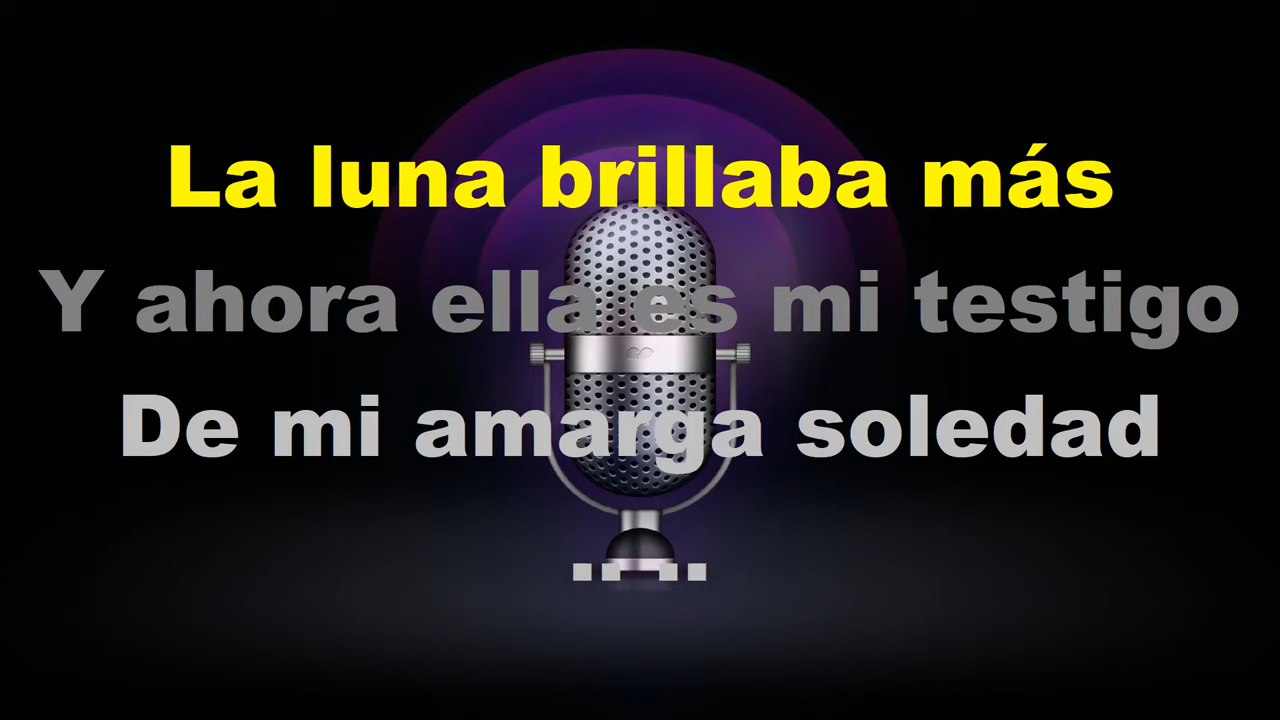 La luna brillaba más
Y ahora ella es mi testigo
De mi amarga soledad
.. ..